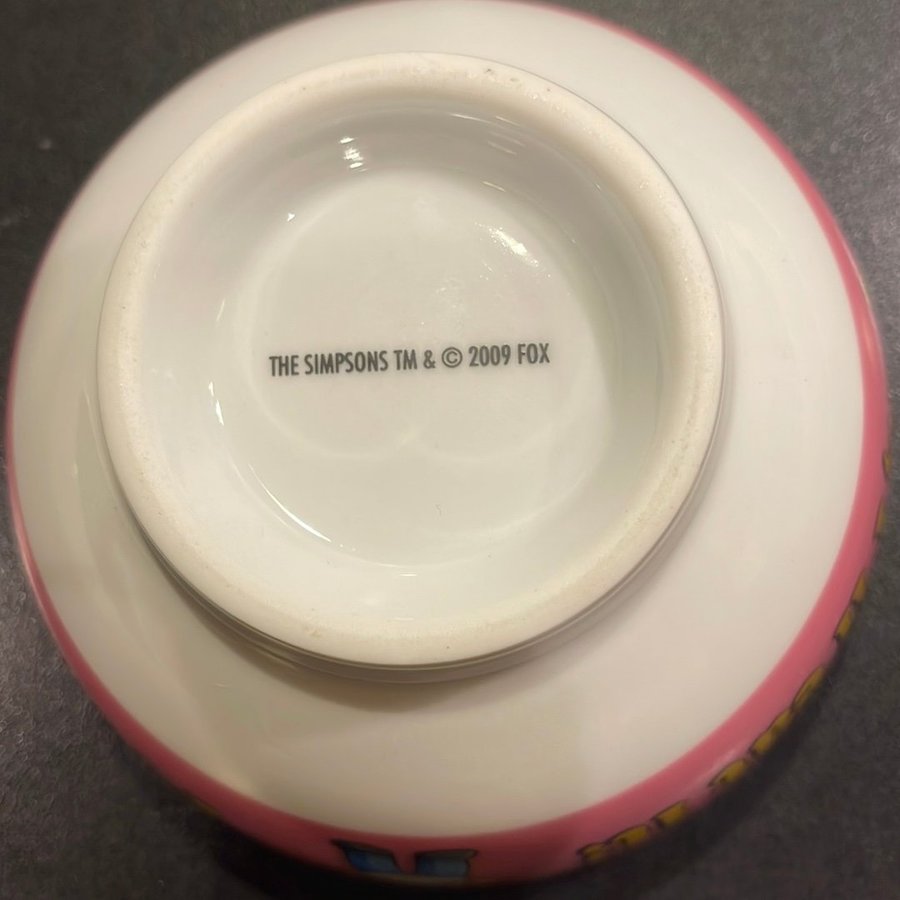 THE SIMPSONS TM & © 2009 FOX